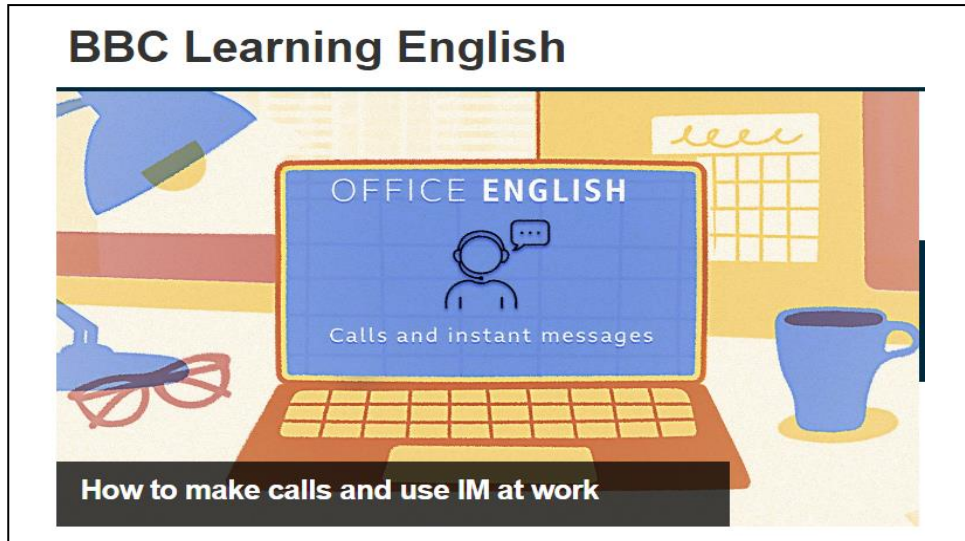 BBC Learning English
OFFICE ENGLISH
Calls and instant messages
How to make calls and use IM at work